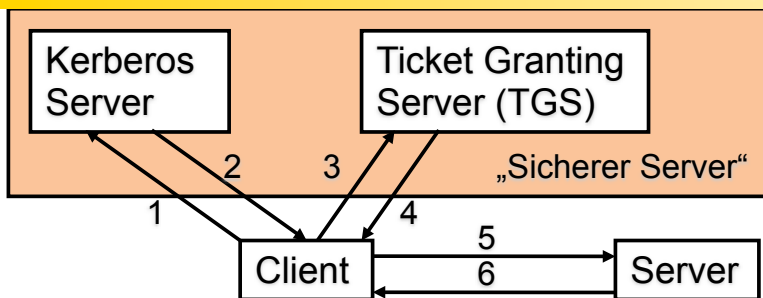 Kerberos
Server
Ticket Granting
Server (TGS)
2
3
„Sicherer Server“
1
4
5
Client
6
Server